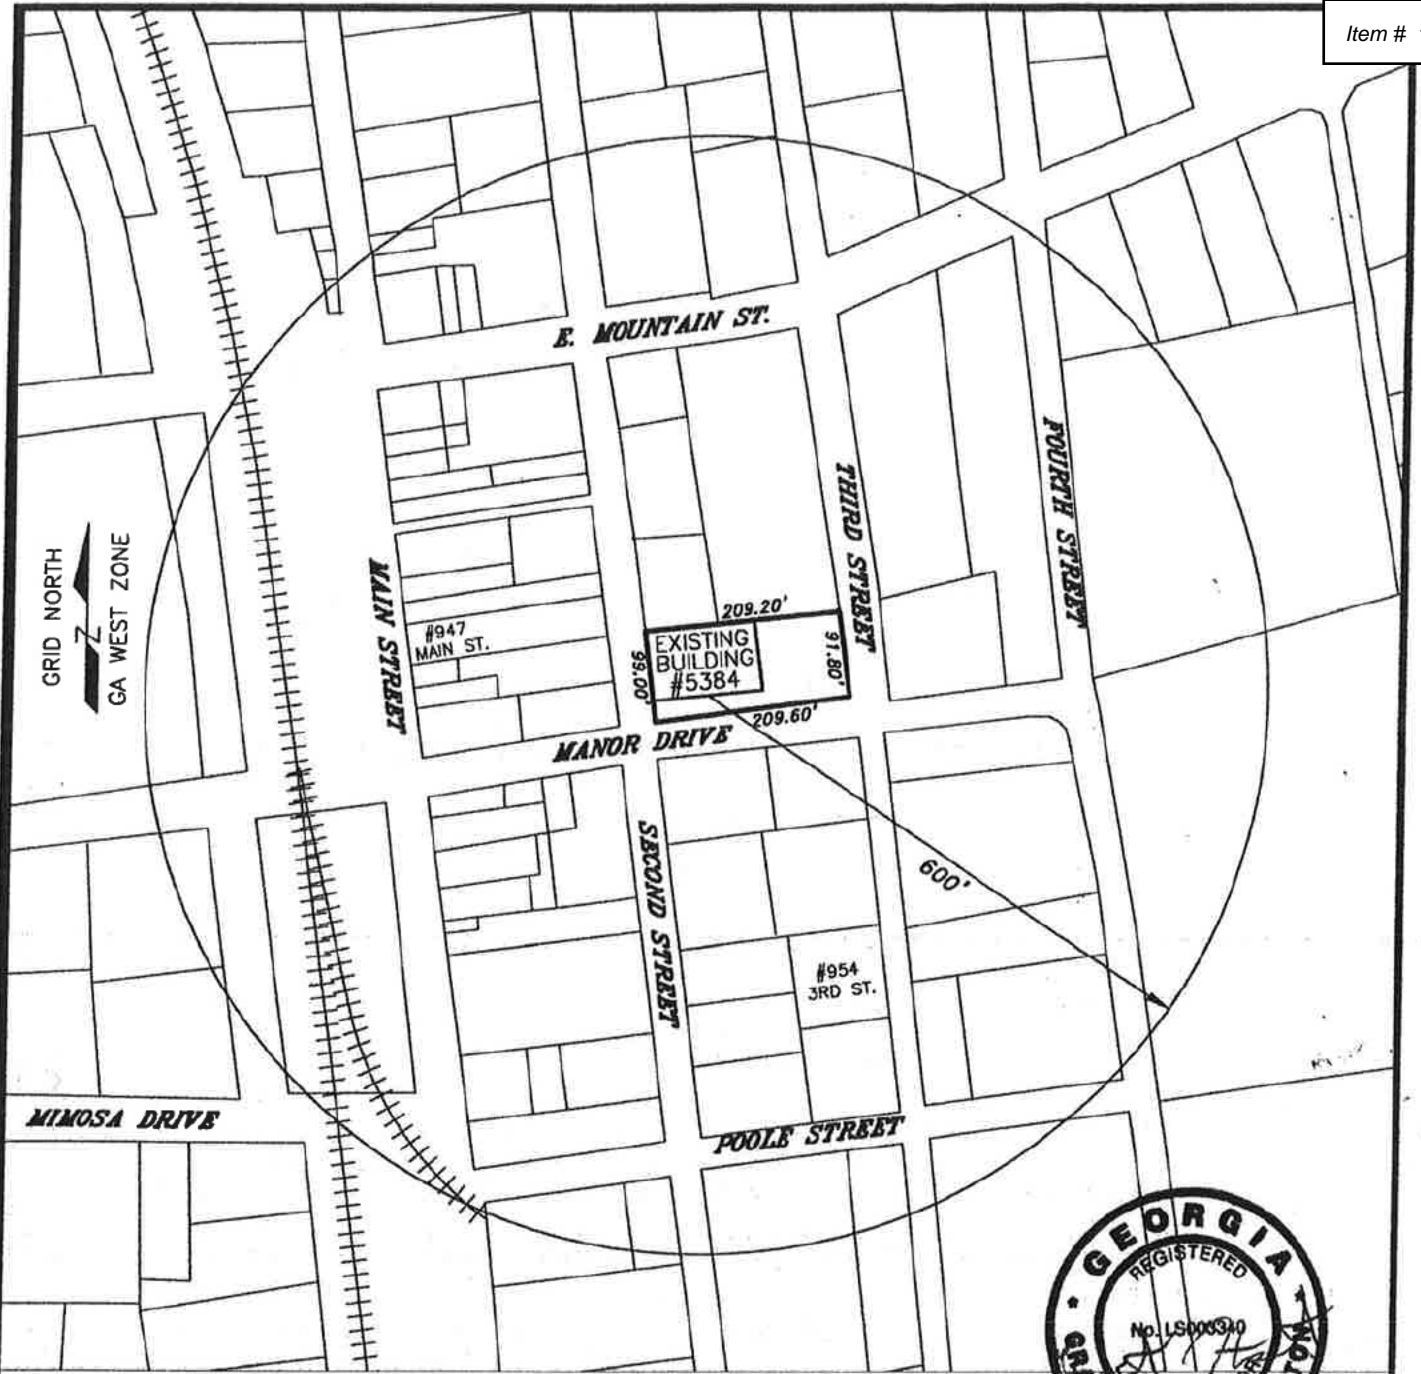 Item #
E. MOUNTAIN ST.
FOURTH STREET
THIRD STREET
GRID NORTH
GA WEST ZONE
MAIN STREET
#947
MAIN ST.
209.20'
EXISTING
BUILDING
#5384
99.00'
91.80'
209.60'
MANOR DRIVE
SECOND STREET
600'
#954
3RD ST.
MIMOSA DRIVE
POOLE STREET
GEORGIA
REGISTERED
No. LS000340